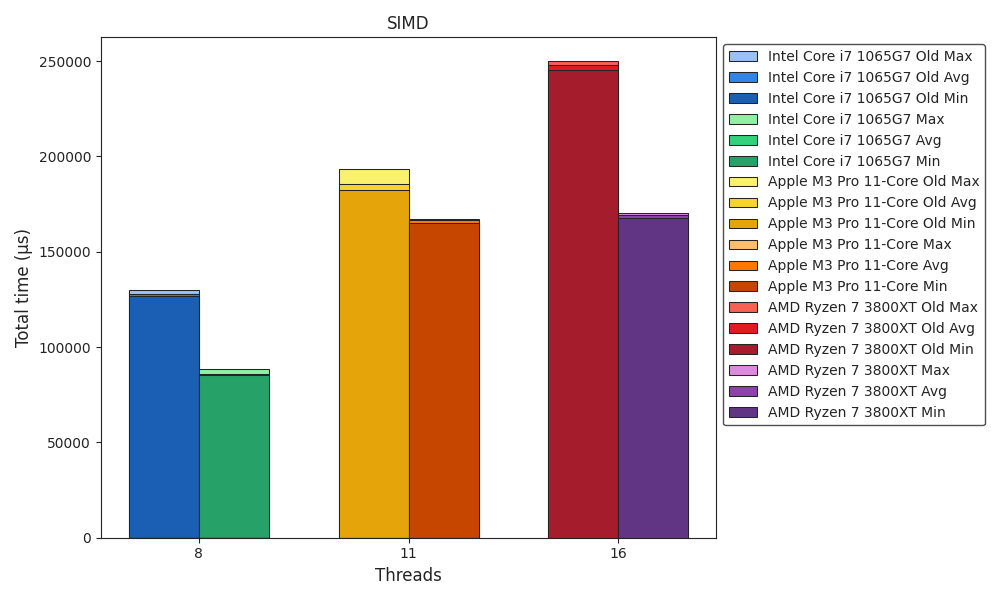 SIMD
Total time (µs)
250000
200000
150000
100000
50000
0
8
11
16
Threads
Intel Core i7 1065G7 Old Max
Intel Core i7 1065G7 Old Avg
Intel Core i7 1065G7 Old Min
Intel Core i7 1065G7 Max
Intel Core i7 1065G7 Avg
Intel Core i7 1065G7 Min
Apple M3 Pro 11-Core Old Max
Apple M3 Pro 11-Core Old Avg
Apple M3 Pro 11-Core Old Min
Apple M3 Pro 11-Core Max
Apple M3 Pro 11-Core Avg
Apple M3 Pro 11-Core Min
AMD Ryzen 7 3800XT Old Max
AMD Ryzen 7 3800XT Old Avg
AMD Ryzen 7 3800XT Old Min
AMD Ryzen 7 3800XT Max
AMD Ryzen 7 3800XT Avg
AMD Ryzen 7 3800XT Min